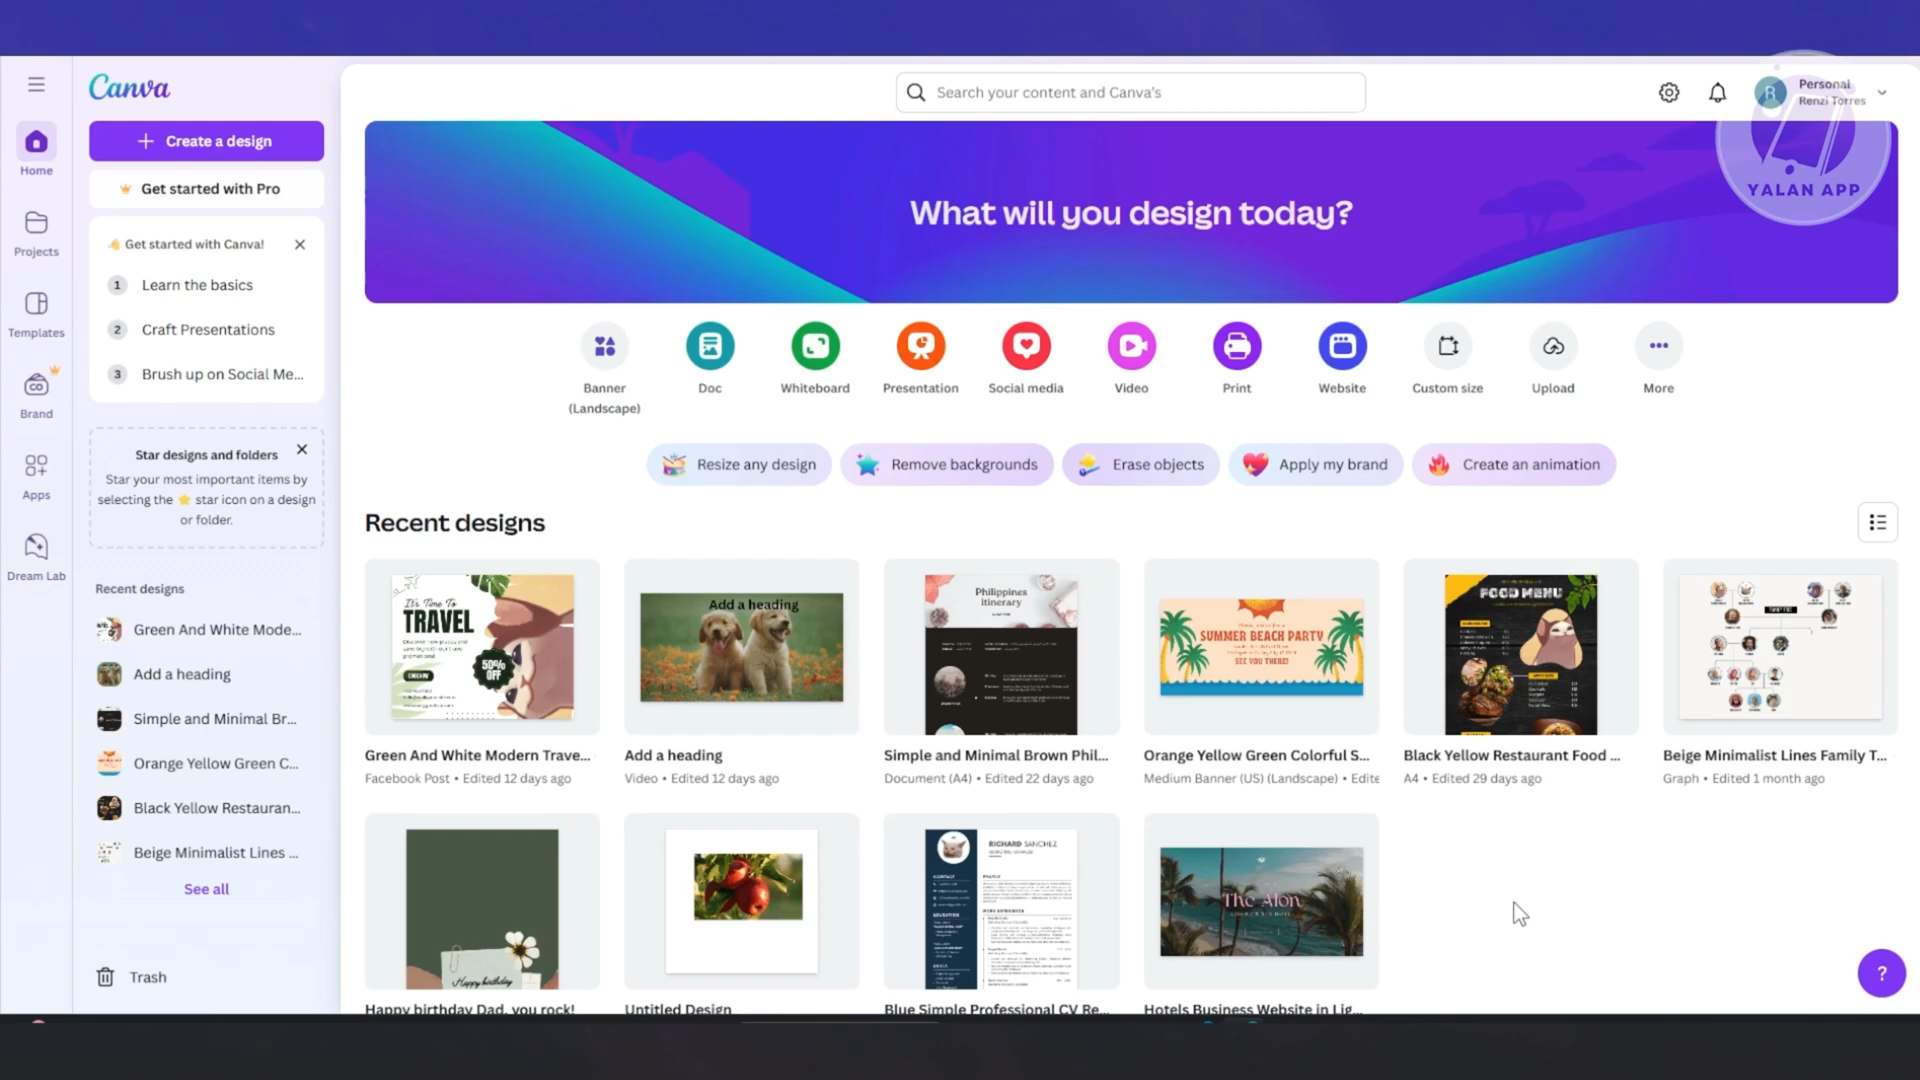 Canva
Search your content and Canva's
Personal
Renzi Torres
YALAN APP
Create a design
Get started with Pro
Get started with Canva!
1 Learn the basics
2 Craft Presentations
3 Brush up on Social Me...
Star designs and folders
Star your most important items by
selecting the star icon on a design
or folder.
Recent designs
Green And White Mode...
Add a heading
Simple and Minimal Br...
Orange Yellow Green C...
Black Yellow Restauran...
Beige Minimalist Lines ...
See all
Trash
Home
Projects
Templates
Brand
Apps
Dream Lab
What will you design today?
Banner
(Landscape)
Doc
Whiteboard
Presentation
Social media
Video
Print
Website
Custom size
Upload
More
Resize any design
Remove backgrounds
Erase objects
Apply my brand
Create an animation
Recent designs
It's Time To
TRAVEL
50%
OFF
Add a heading
Philippines
itinerary
SUMMER BEACH PARTY
SEE YOU THERE!
FOOD MENU
Green And White Modern Trave...
Facebook Post • Edited 12 days ago
Add a heading
Video • Edited 12 days ago
Simple and Minimal Brown Phil...
Document (A4) • Edited 22 days ago
Orange Yellow Green Colorful S...
Medium Banner (US) (Landscape) • Edite
Black Yellow Restaurant Food ...
A4 • Edited 29 days ago
Beige Minimalist Lines Family T...
Graph • Edited 1 month ago
Happy birthday
RICHARD SANCHEZ
CONTACT
PROFILE
WORK EXPERIENCE
EDUCATION
The Alon
Happy birthday Dad, you rock!
Untitled Design
Blue Simple Professional CV Re...
Hotels Business Website in Lig...
?